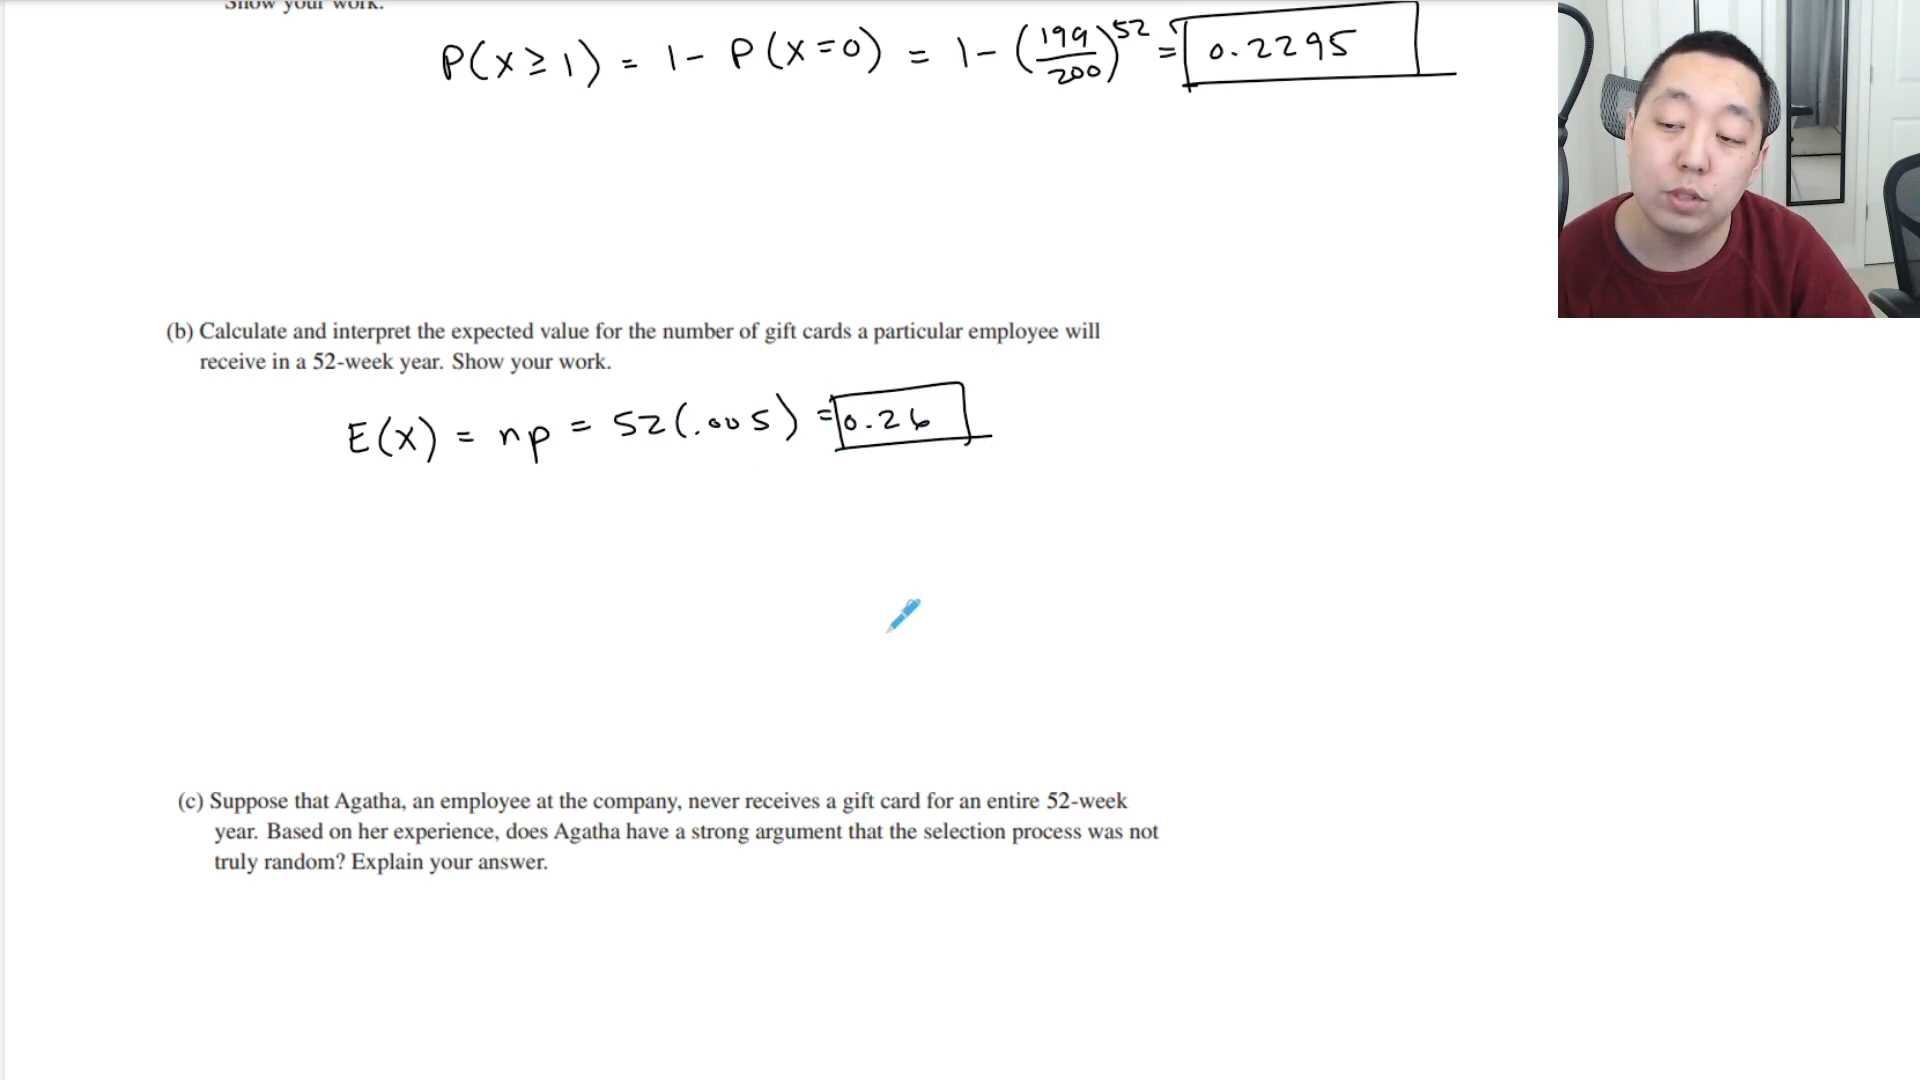 Show your work.
P(X ≥ 1) = 1 - P(X=0) = 1 - (199/200)^52 = 0.2295
(b) Calculate and interpret the expected value for the number of gift cards a particular employee will
receive in a 52-week year. Show your work.
E(X) = np = 52(.005) = 0.26
(c) Suppose that Agatha, an employee at the company, never receives a gift card for an entire 52-week
year. Based on her experience, does Agatha have a strong argument that the selection process was not
truly random? Explain your answer.